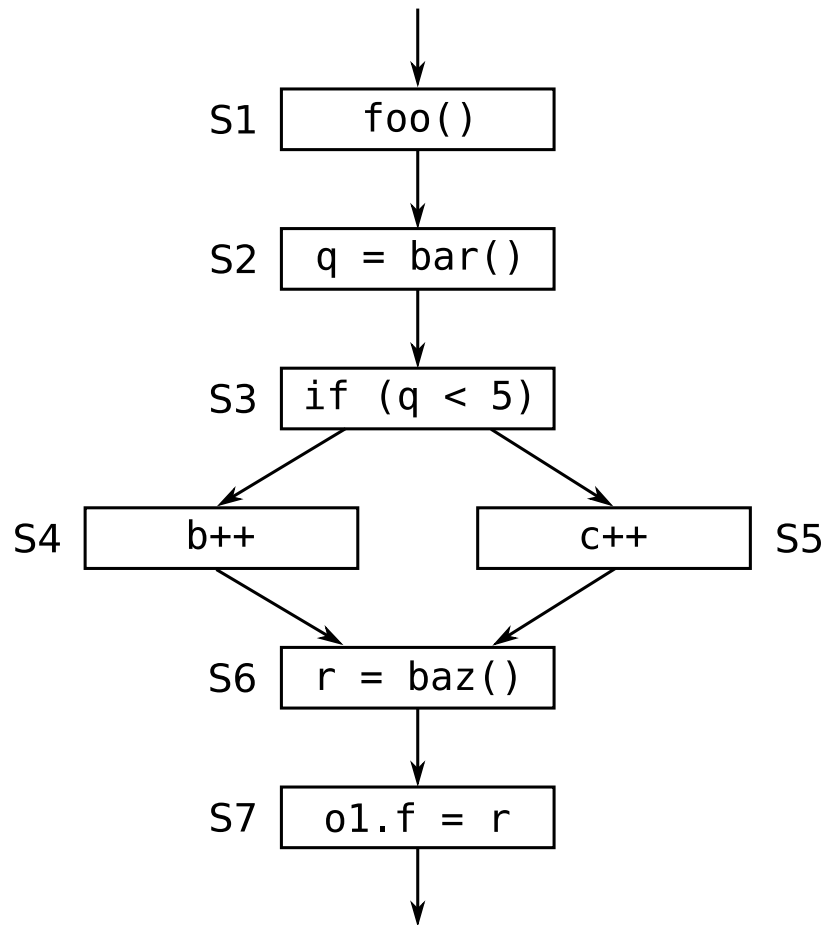 S1 foo()
S2 q = bar()
S3 if (q < 5)
S4 b++ c++ S5
S6 r = baz()
S7 o1.f = r